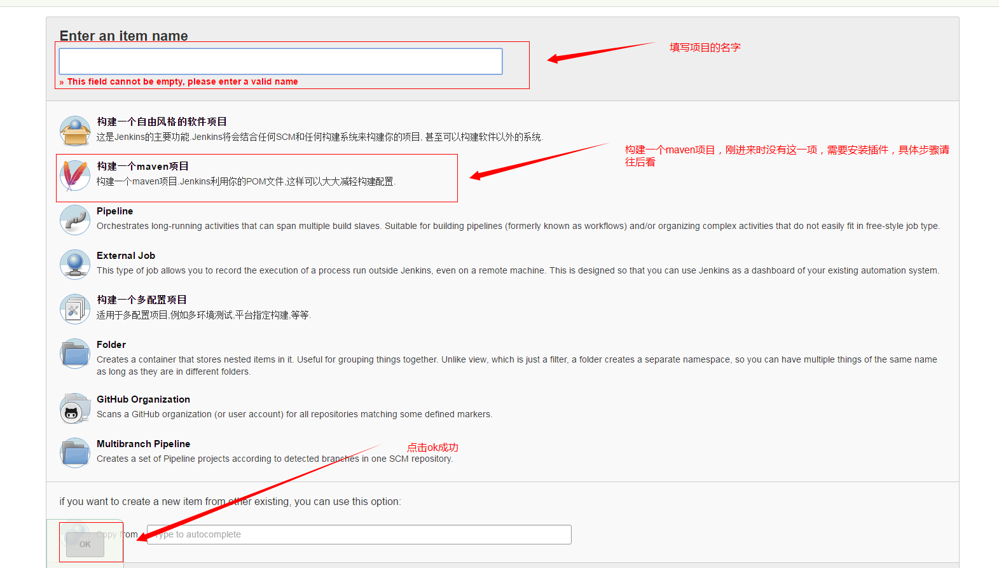 Enter an item name
填写项目的名字
» This field cannot be empty, please enter a valid name
构建一个自由风格的软件项目
这是Jenkins的主要功能.Jenkins将会结合任何SCM和任何构建系统来构建你的项目, 甚至可以构建软件以外的系统.
构建一个maven项目，刚进来时没有这一项，需要安装插件，具体步骤请
往后看
构建一个maven项目
构建一个maven项目.Jenkins利用你的POM文件,这样可以大大减轻构建配置.
Pipeline
Orchestrates long-running activities that can span multiple build slaves. Suitable for building pipelines (formerly known as workflows) and/or organizing complex activities that do not easily fit in free-style job type.
External Job
This type of job allows you to record the execution of a process run outside Jenkins, even on a remote machine. This is designed so that you can use Jenkins as a dashboard of your existing automation system.
构建一个多配置项目
适用于多配置项目,例如多环境测试,平台指定构建,等等.
Folder
Creates a container that stores nested items in it. Useful for grouping things together. Unlike view, which is just a filter, a folder creates a separate namespace, so you can have multiple things of the same name
as long as they are in different folders.
GitHub Organization
Scans a GitHub organization (or user account) for all repositories matching some defined markers.
Multibranch Pipeline
点击ok成功
Creates a set of Pipeline projects according to detected branches in one SCM repository.
if you want to create a new item from other existing, you can use this option:
Copy from
Type to autocomplete
OK